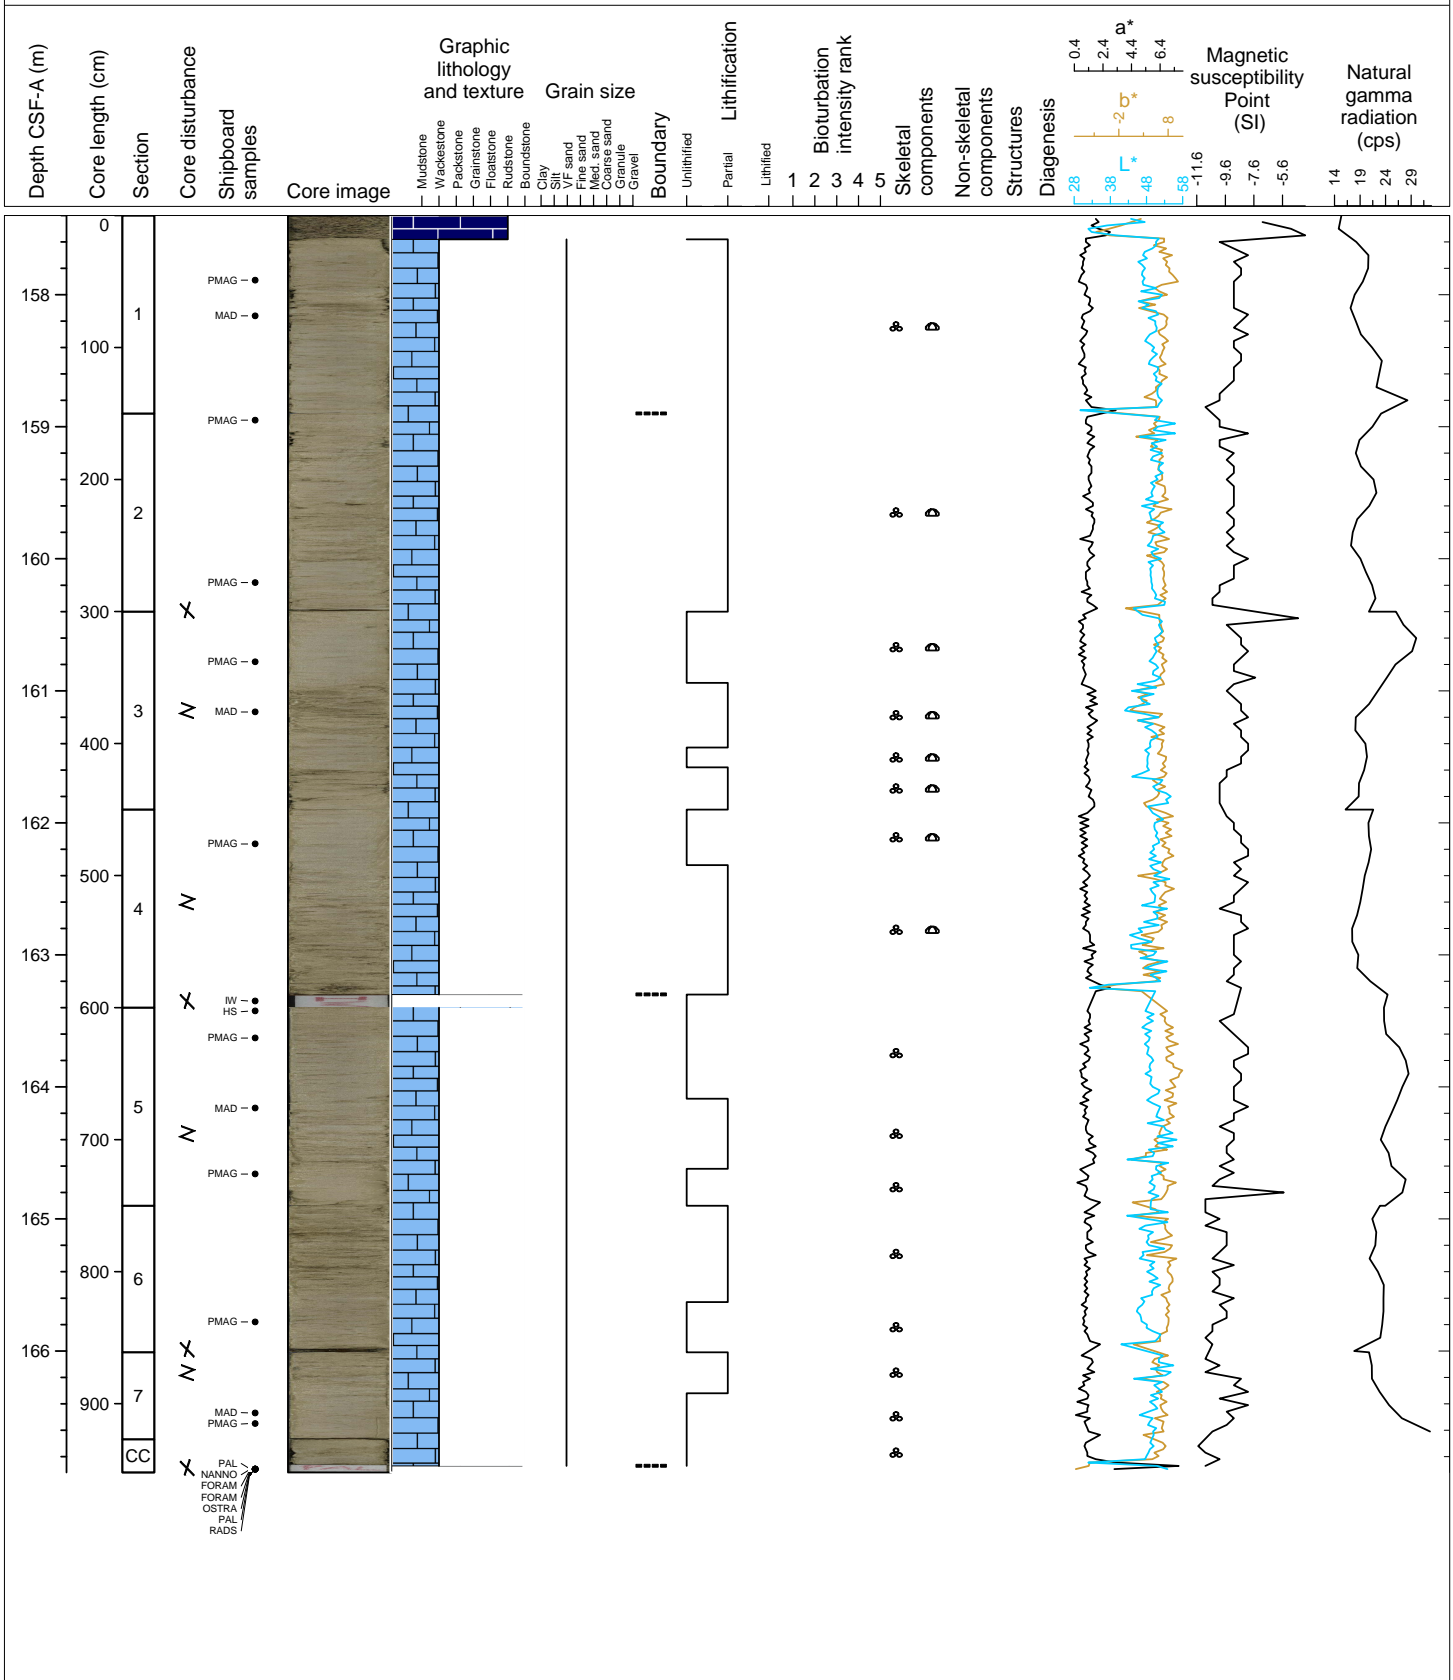 Depth CSF-A (m)
Core length (cm)
Section
Core disturbance
Shipboard
samples
Core image
Graphic
lithology
and texture
Mudstone
Wackestone
Packstone
Grainstone
Floatstone
Rudstone
Boundstone
Grain size
Clay
Silt
VF sand
Fine sand
Med. sand
Coarse sand
Granule
Gravel
Boundary
Lithification
Unlithified
Partial
Lithified
Bioturbation
intensity rank
1 2 3 4 5
Skeletal
components
Non-skeletal
components
Structures
Diagenesis
a*
0.4 2.4 4.4 6.4
b*
-2 8
L*
28 38 48 58
Magnetic
susceptibility
Point
(SI)
-11.6 -9.6 -7.6 -5.6
Natural
gamma
radiation
(cps)
14 19 24 29
0
PMAG
158
1
MAD
100
PMAG
159
200
2
160
PMAG
300
PMAG
161
3
MAD
400
162
PMAG
500
4
163
IW
600
HS
PMAG
164
5
MAD
700
PMAG
165
800
6
PMAG
166
7
900
MAD
PMAG
CC
PAL
NANNO
FORAM
FORAM
OSTRA
PAL
RADS